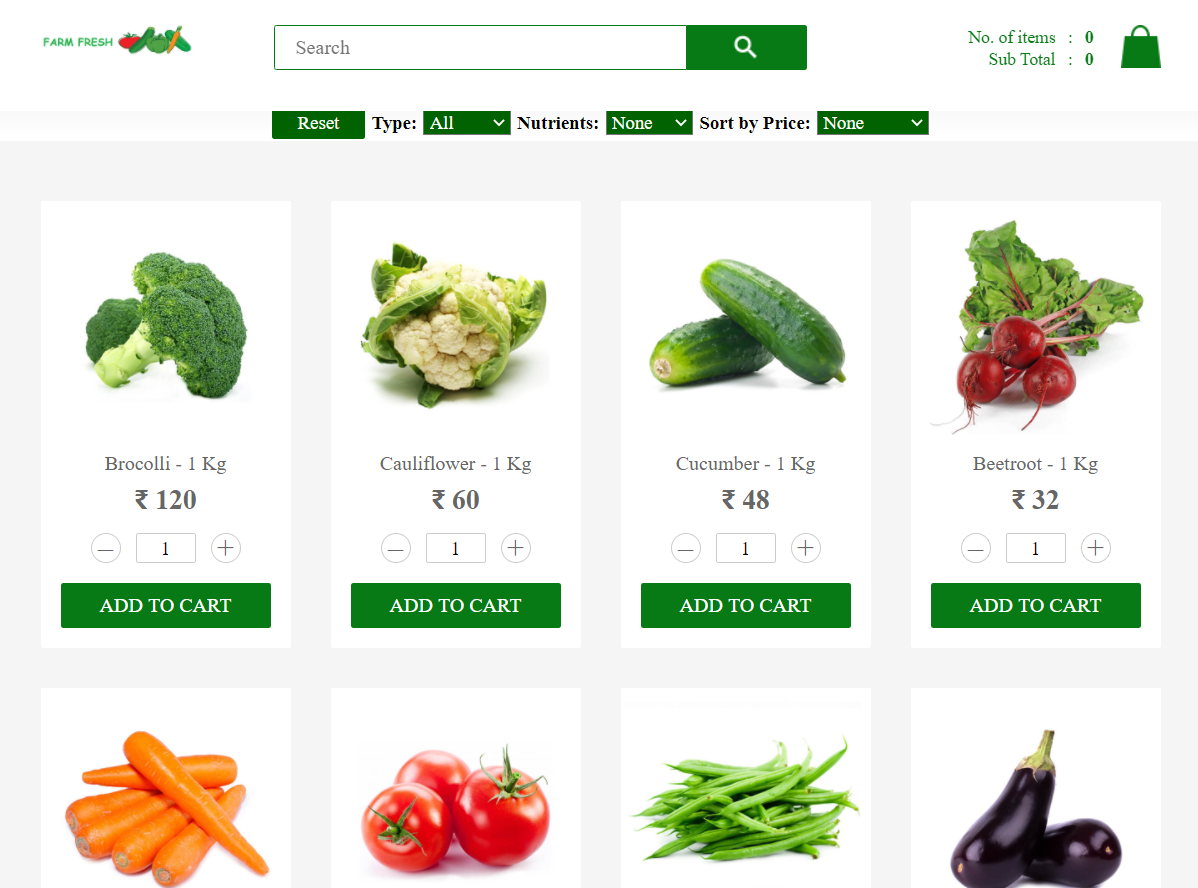 FARM FRESH
Search
No. of items : 0
Sub Total : 0
Reset Type: All Nutrients: None Sort by Price: None
Brocolli - 1 Kg
₹ 120
1
ADD TO CART
Cauliflower - 1 Kg
₹ 60
1
ADD TO CART
Cucumber - 1 Kg
₹ 48
1
ADD TO CART
Beetroot - 1 Kg
₹ 32
1
ADD TO CART